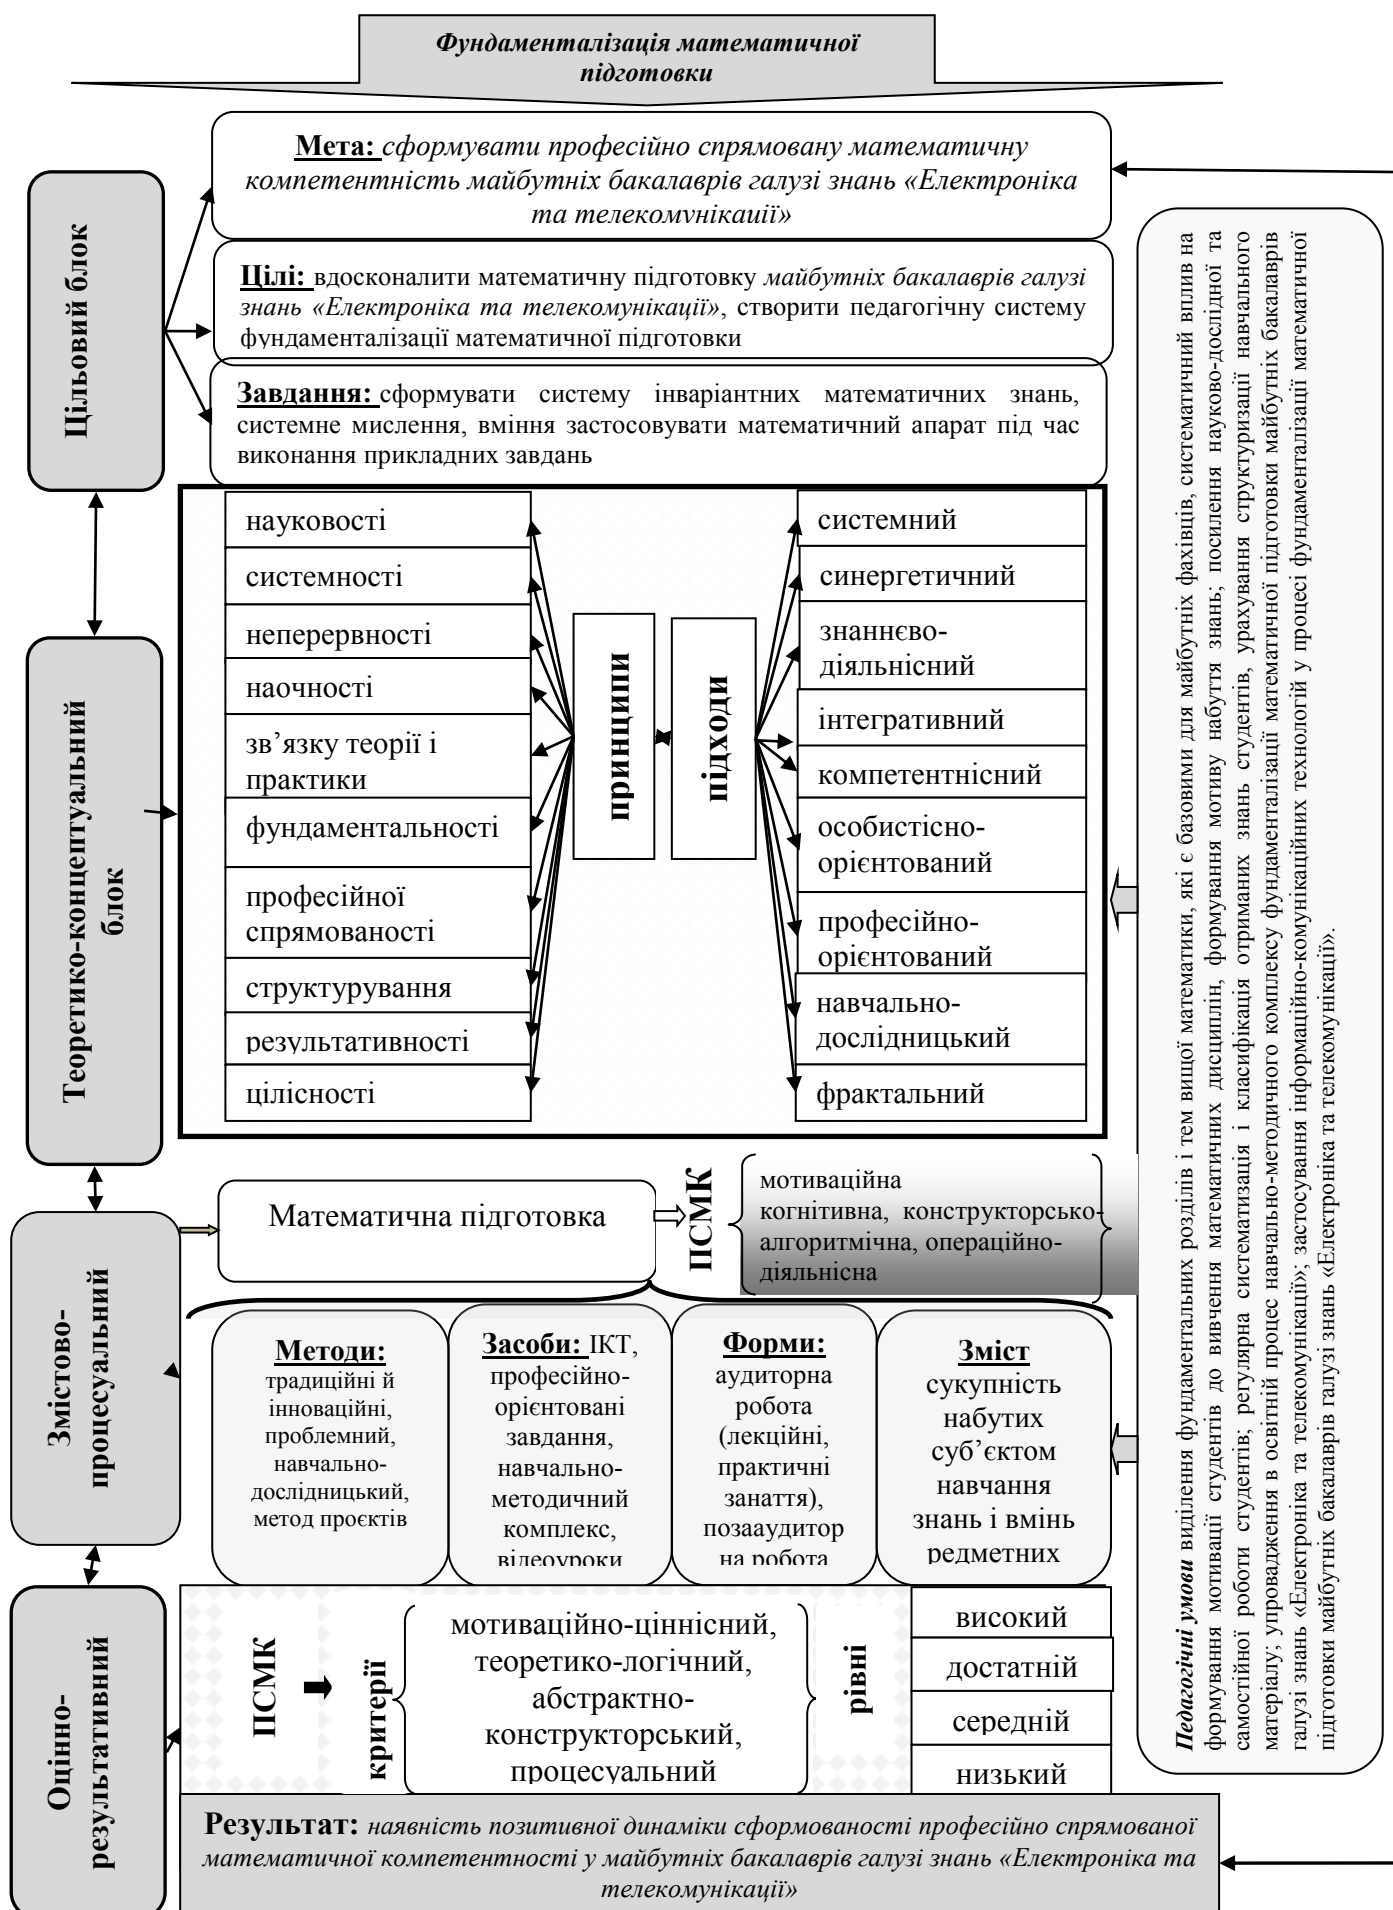 Фундаменталізація математичної
підготовки
Цільовий блок
Мета: сформувати професійно спрямовану математичну
компетентність майбутніх бакалаврів галузі знань «Електроніка
та телекомунікації»
Цілі: вдосконалити математичну підготовку майбутніх бакалаврів галузі
знань «Електроніка та телекомунікації», створити педагогічну систему
фундаменталізації математичної підготовки
Завдання: сформувати систему інваріантних математичних знань,
системне мислення, вміння застосовувати математичний апарат під час
виконання прикладних завдань
Теоретико-концептуальний
блок
науковості
системності
неперервності
наочності
зв’язку теорії і
практики
фундаментальності
професійної
спрямованості
структурування
результативності
цілісності
принципи
підходи
системний
синергетичний
знаннєво-
діяльнісний
інтегративний
компетентнісний
особистісно-
орієнтований
професійно-
орієнтований
навчально-
дослідницький
фрактальний
Змістово-
процесуальний
Математична підготовка
ПСМК
мотиваційна
когнітивна, конструкторсько-
алгоритмічна, операційно-
діяльнісна
Методи:
традиційні й
інноваційні,
проблемний,
навчально-
дослідницький,
метод проєктів
Засоби: ІКТ,
професійно-
орієнтовані
завдання,
навчально-
методичний
комплекс,
відеоуроки
Форми:
аудиторна
робота
(лекційні,
практичні
занаття),
позааудитор
на робота
Зміст
сукупність
набутих
суб’єктом
навчання
знань і вмінь
редметних
Оцінно-
результативний
ПСМК
критерії
мотиваційно-ціннісний,
теоретико-логічний,
абстрактно-
конструкторський,
процесуальний
рівні
високий
достатній
середній
низький
Результат: наявність позитивної динаміки сформованості професійно спрямованої
математичної компетентності у майбутніх бакалаврів галузі знань «Електроніка та
телекомунікації»
Педагогічні умови виділення фундаментальних розділів і тем вищої математики, які є базовими для майбутніх фахівців, систематичний вплив на
формування мотивації студентів до вивчення математичних дисциплін, формування мотиву набуття знань; посилення науково-дослідної та
самостійної роботи студентів; регулярна систематизація і класифікація отриманих знань студентів, урахування структуризації навчального
матеріалу; упровадження в освітній процес навчально-методичного комплексу фундаменталізації математичної підготовки майбутніх бакалаврів
галузі знань «Електроніка та телекомунікації»; застосування інформаційно-комунікаційних технологій у процесі фундаменталізації математичної
підготовки майбутніх бакалаврів галузі знань «Електроніка та телекомунікації».